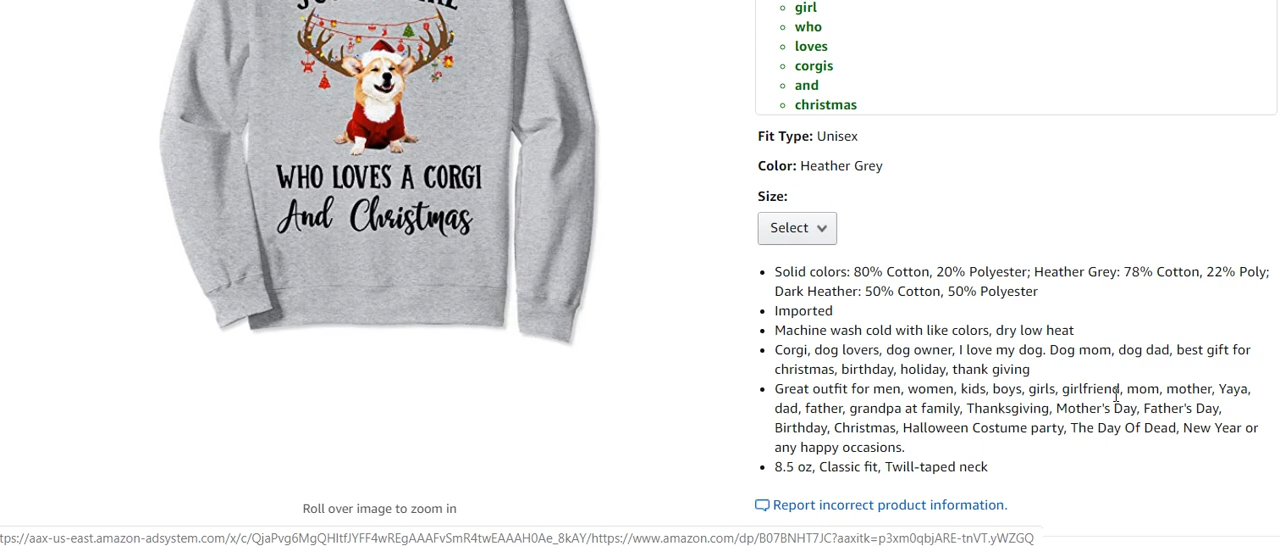 WHO LOVES A CORGI
And Christmas
Roll over image to zoom in
girl
who
loves
corgis
and
christmas
Fit Type: Unisex
Color: Heather Grey
Size:
Select
Solid colors: 80% Cotton, 20% Polyester; Heather Grey: 78% Cotton, 22% Poly;
Dark Heather: 50% Cotton, 50% Polyester
Imported
Machine wash cold with like colors, dry low heat
Corgi, dog lovers, dog owner, I love my dog. Dog mom, dog dad, best gift for
christmas, birthday, holiday, thank giving
Great outfit for men, women, kids, boys, girls, girlfriend, mom, mother, Yaya,
dad, father, grandpa at family, Thanksgiving, Mother's Day, Father's Day,
Birthday, Christmas, Halloween Costume party, The Day Of Dead, New Year or
any happy occasions.
8.5 oz, Classic fit, Twill-taped neck
Report incorrect product information.
tps://aax-us-east.amazon-adsystem.com/x/c/QjaPvg6MgQHItfJYFF4wREgAAAFvSmR4twEAAAH0Ae_8kAY/https://www.amazon.com/dp/B07BNHT7JC?aaxitk=p3xm0qbjARE-tnVT.yWZGQ